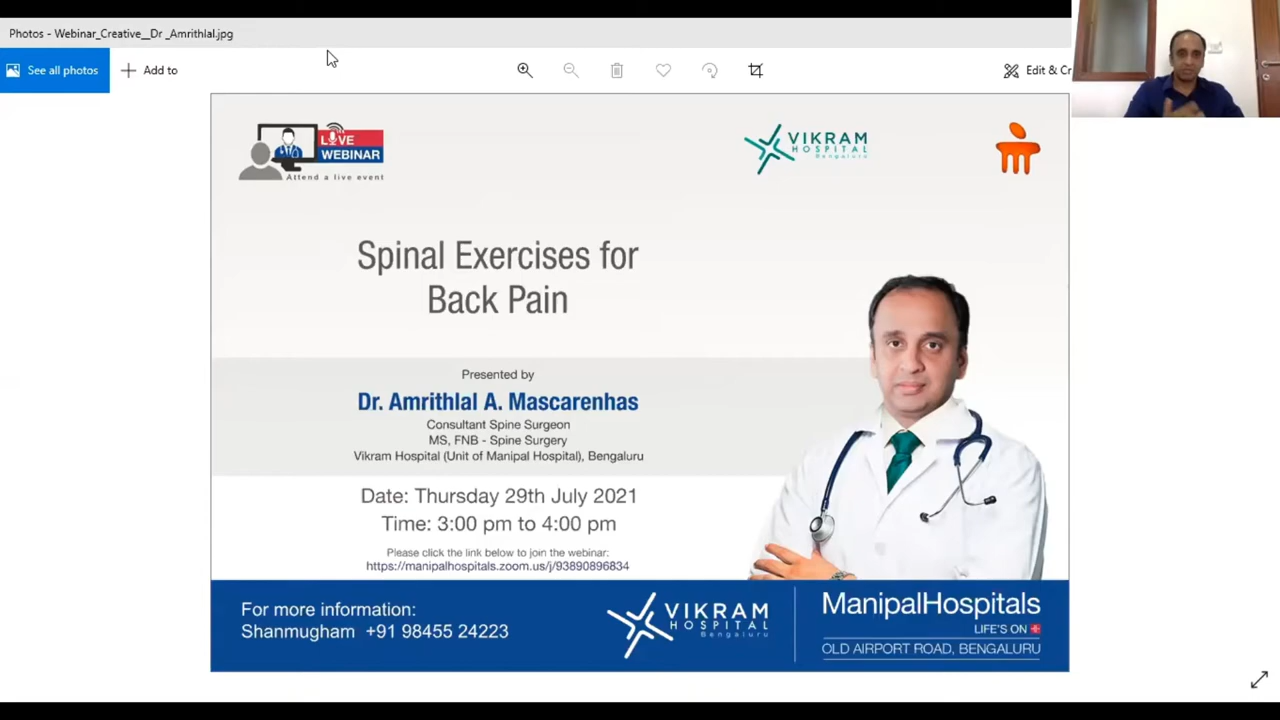 Photos - Webinar_Creative__Dr _Amrithlal.jpg
See all photos
Add to
Edit & Cr
LIVE
WEBINAR
Attend a live event
VIKRAM
HOSPITAL
Bengaluru
Spinal Exercises for
Back Pain
Presented by
Dr. Amrithlal A. Mascarenhas
Consultant Spine Surgeon
MS, FNB - Spine Surgery
Vikram Hospital (Unit of Manipal Hospital), Bengaluru
Date: Thursday 29th July 2021
Time: 3:00 pm to 4:00 pm
Please click the link below to join the webinar:
https://manipalhospitals.zoom.us/j/93890896834
For more information:
Shanmugham +91 98455 24223
VIKRAM
HOSPITAL
Bengaluru
ManipalHospitals
LIFE'S ON
OLD AIRPORT ROAD, BENGALURU